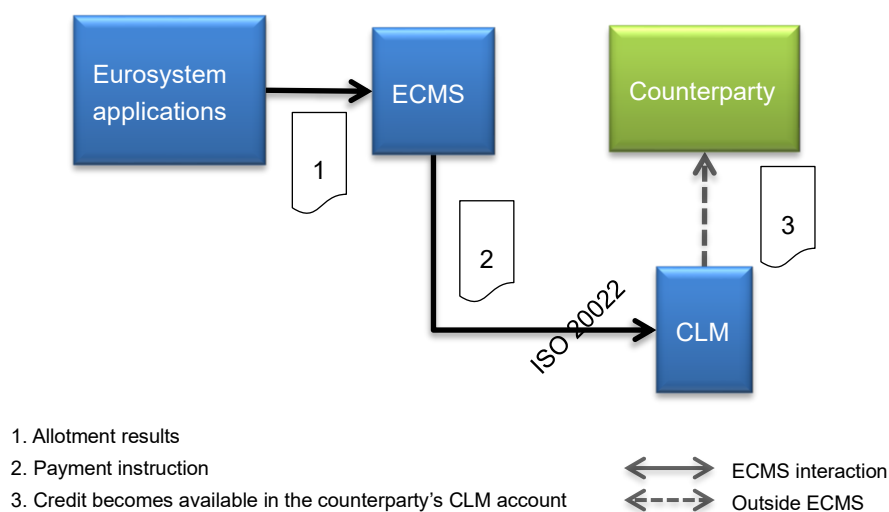 Eurosystem
applications
ECMS
Counterparty
1
2
3
ISO 20022
CLM
1. Allotment results
2. Payment instruction
3. Credit becomes available in the counterparty's CLM account
ECMS interaction
Outside ECMS